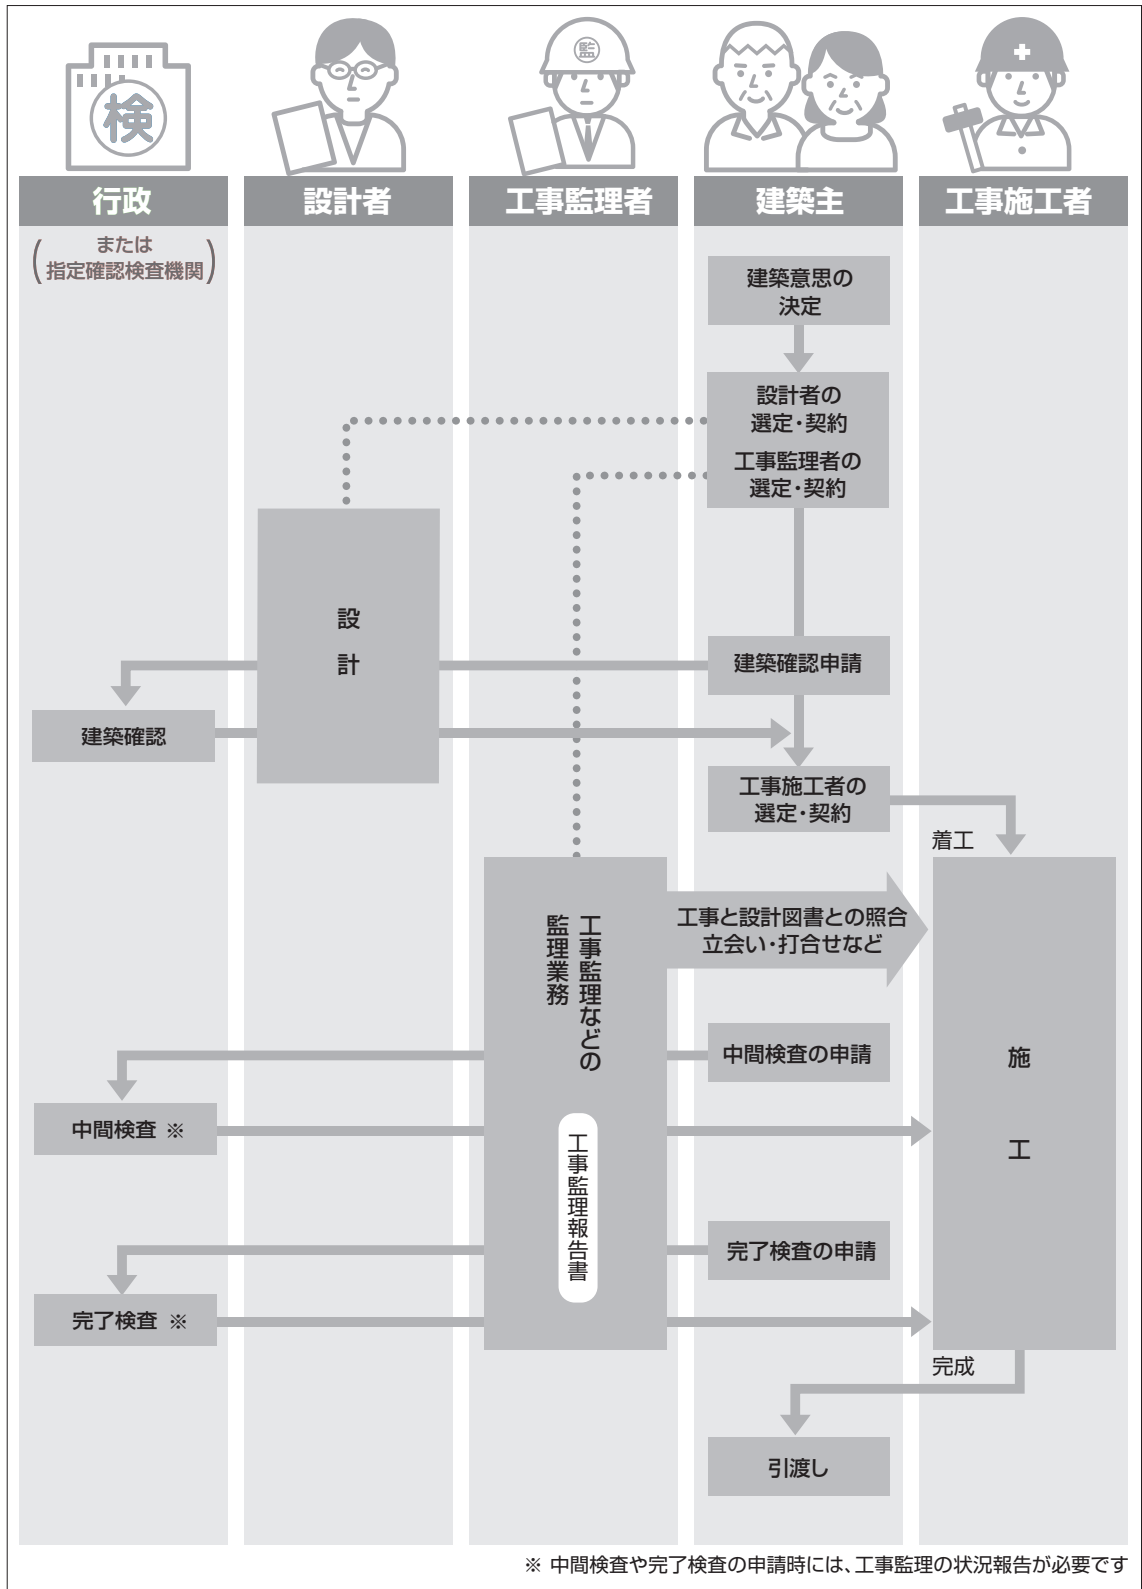 検
監
行政
設計者
工事監理者
建築主
工事施工者
(または
指定確認検査機関)
建築意思の
決定
設計者の
選定・契約
工事監理者の
選定・契約
設計
建築確認申請
建築確認
工事施工者の
選定・契約
着工
工事監理などの
監理業務
工事と設計図書との照合
立会い・打合せなど
施工
中間検査の申請
中間検査 ※
工事監理報告書
完了検査の申請
完了検査 ※
完成
引渡し
※ 中間検査や完了検査の申請時には、工事監理の状況報告が必要です